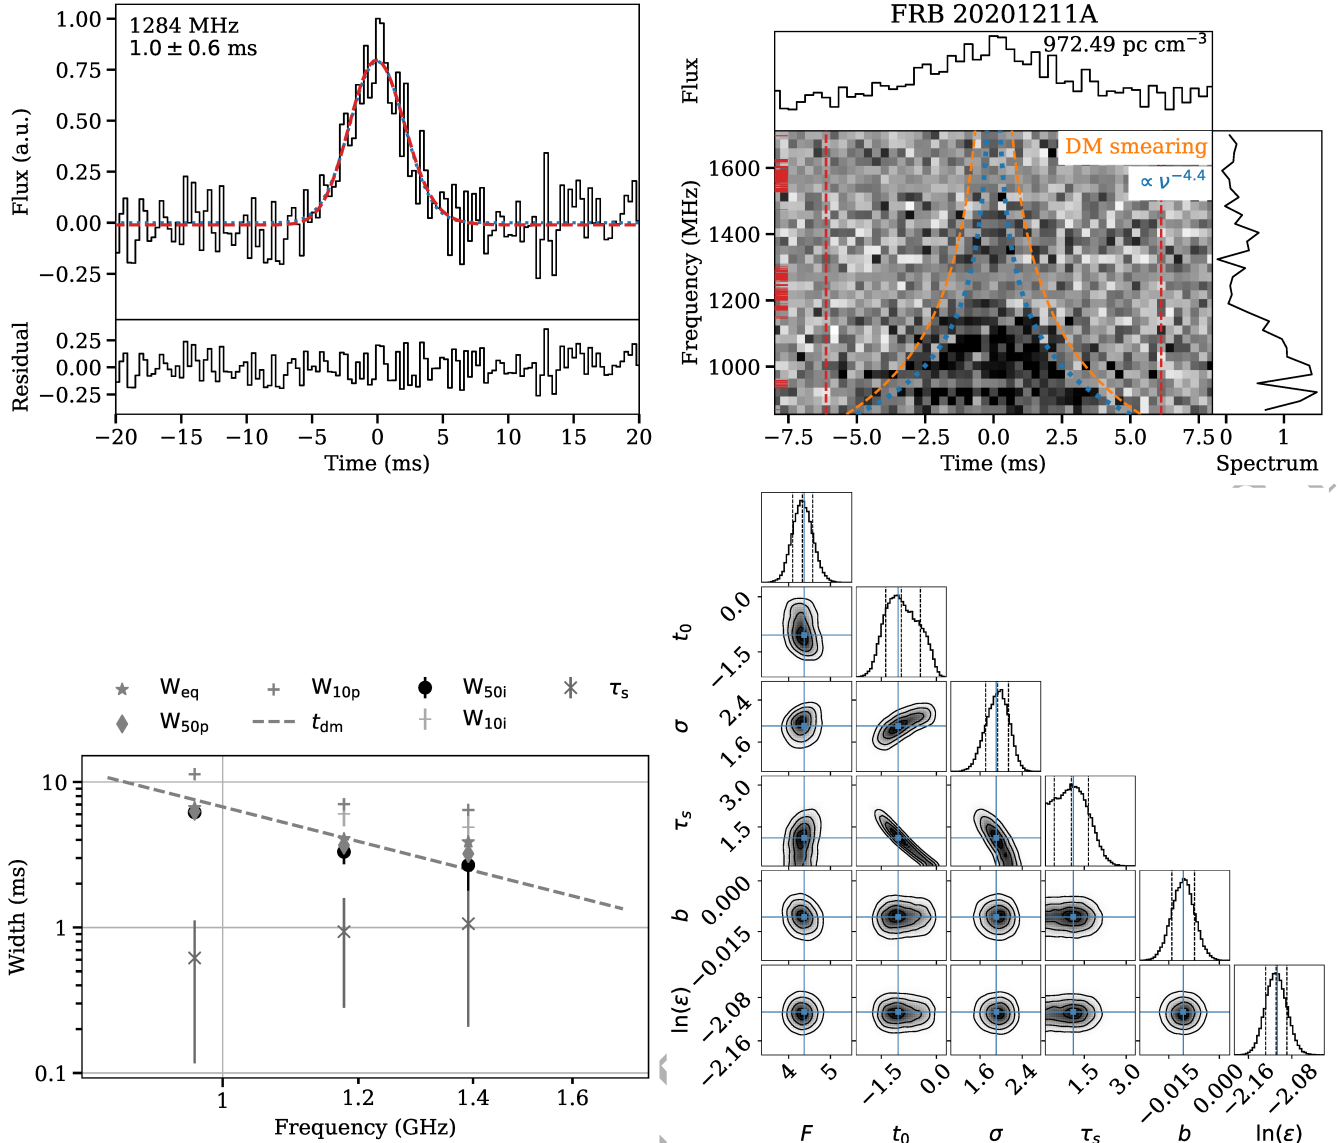 1284 MHz
1.0 ± 0.6 ms
1.00
0.75
0.50
0.25
0.00
−0.25
Flux (a.u.)
0.25
0.00
−0.25
Residual
−20 −15 −10 −5 0 5 10 15 20
Time (ms)
FRB 20201211A
972.49 pc cm⁻³
Flux
DM smearing
∝ ν⁻⁴·⁴
1600
1400
1200
1000
Frequency (MHz)
−7.5 −5.0 −2.5 0.0 2.5 5.0 7.5 0 1
Time (ms) Spectrum
W_eq W_10p W_50i τ_s
W_50p t_dm W_10i
10
1
0.1
Width (ms)
1 1.2 1.4 1.6
Frequency (GHz)
0.0
−1.5
t₀
2.4
1.6
σ
3.0
1.5
τ_s
0.000
−0.015
b
−2.08
−2.16
ln(ε)
4 5 −1.5 0.0 1.6 2.4 1.5 3.0 −0.015 0.000 −2.16 −2.08
F t₀ σ τ_s b ln(ε)